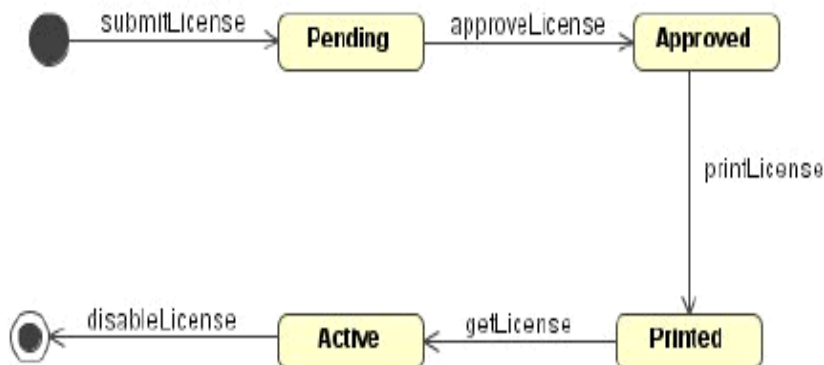 submitLicense
Pending
approveLicense
Approved
printLicense
disableLicense
Active
getLicense
Printed